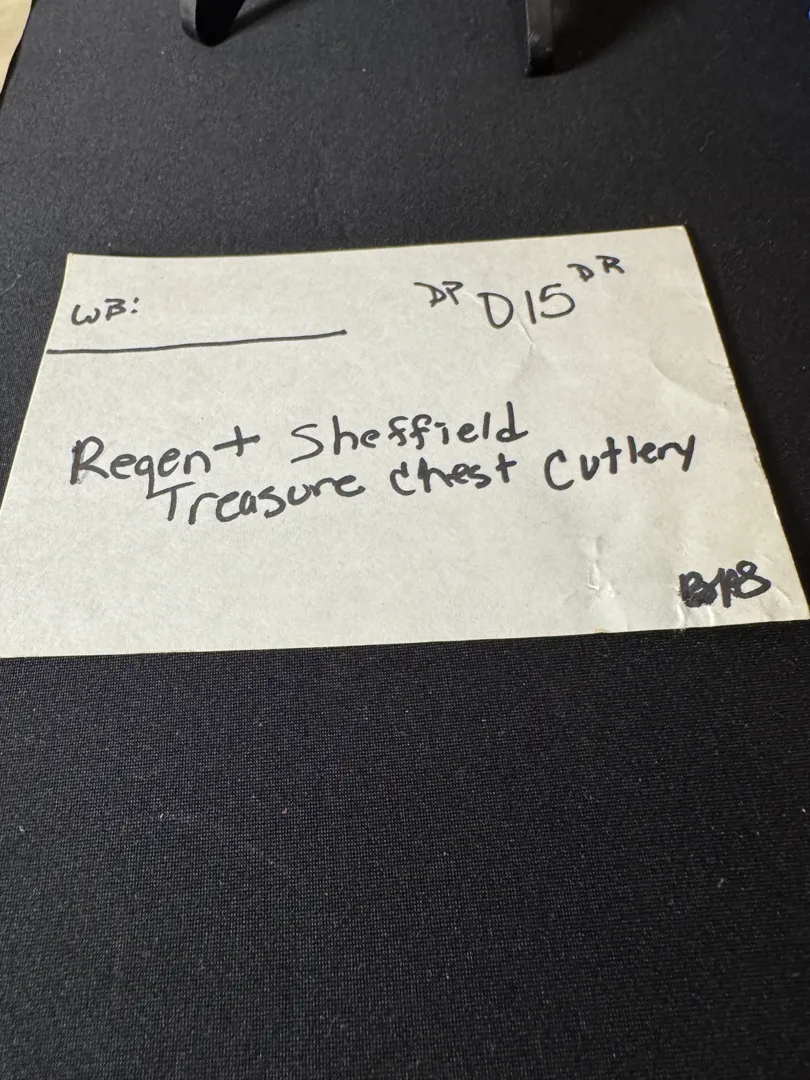 WB:
DP D15 DR
Regent Sheffield
Treasure Chest Cutlery